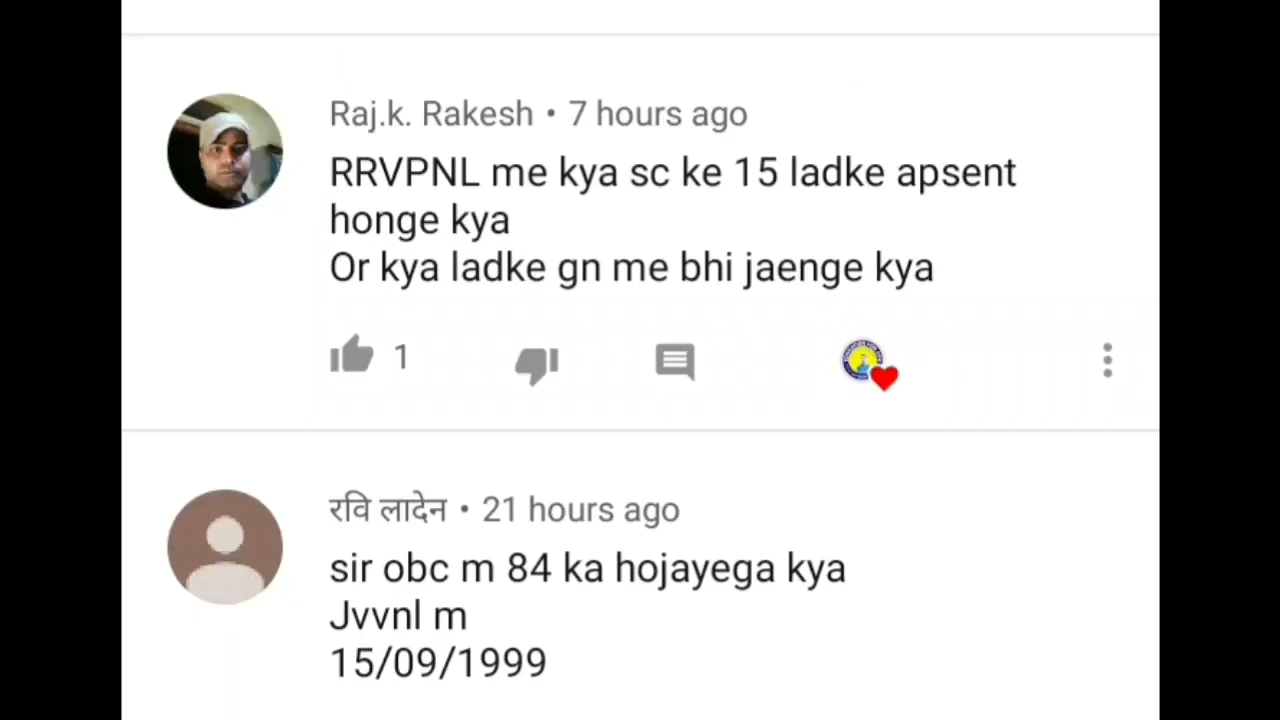 Raj.k. Rakesh • 7 hours ago
RRVPNL me kya sc ke 15 ladke apsent
honge kya
Or kya ladke gn me bhi jaenge kya
1
रवि लादेन • 21 hours ago
sir obc m 84 ka hojayega kya
Jvvnl m
15/09/1999